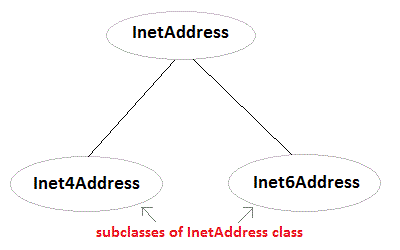 InetAddress
Inet4Address
Inet6Address
subclasses of InetAddress class